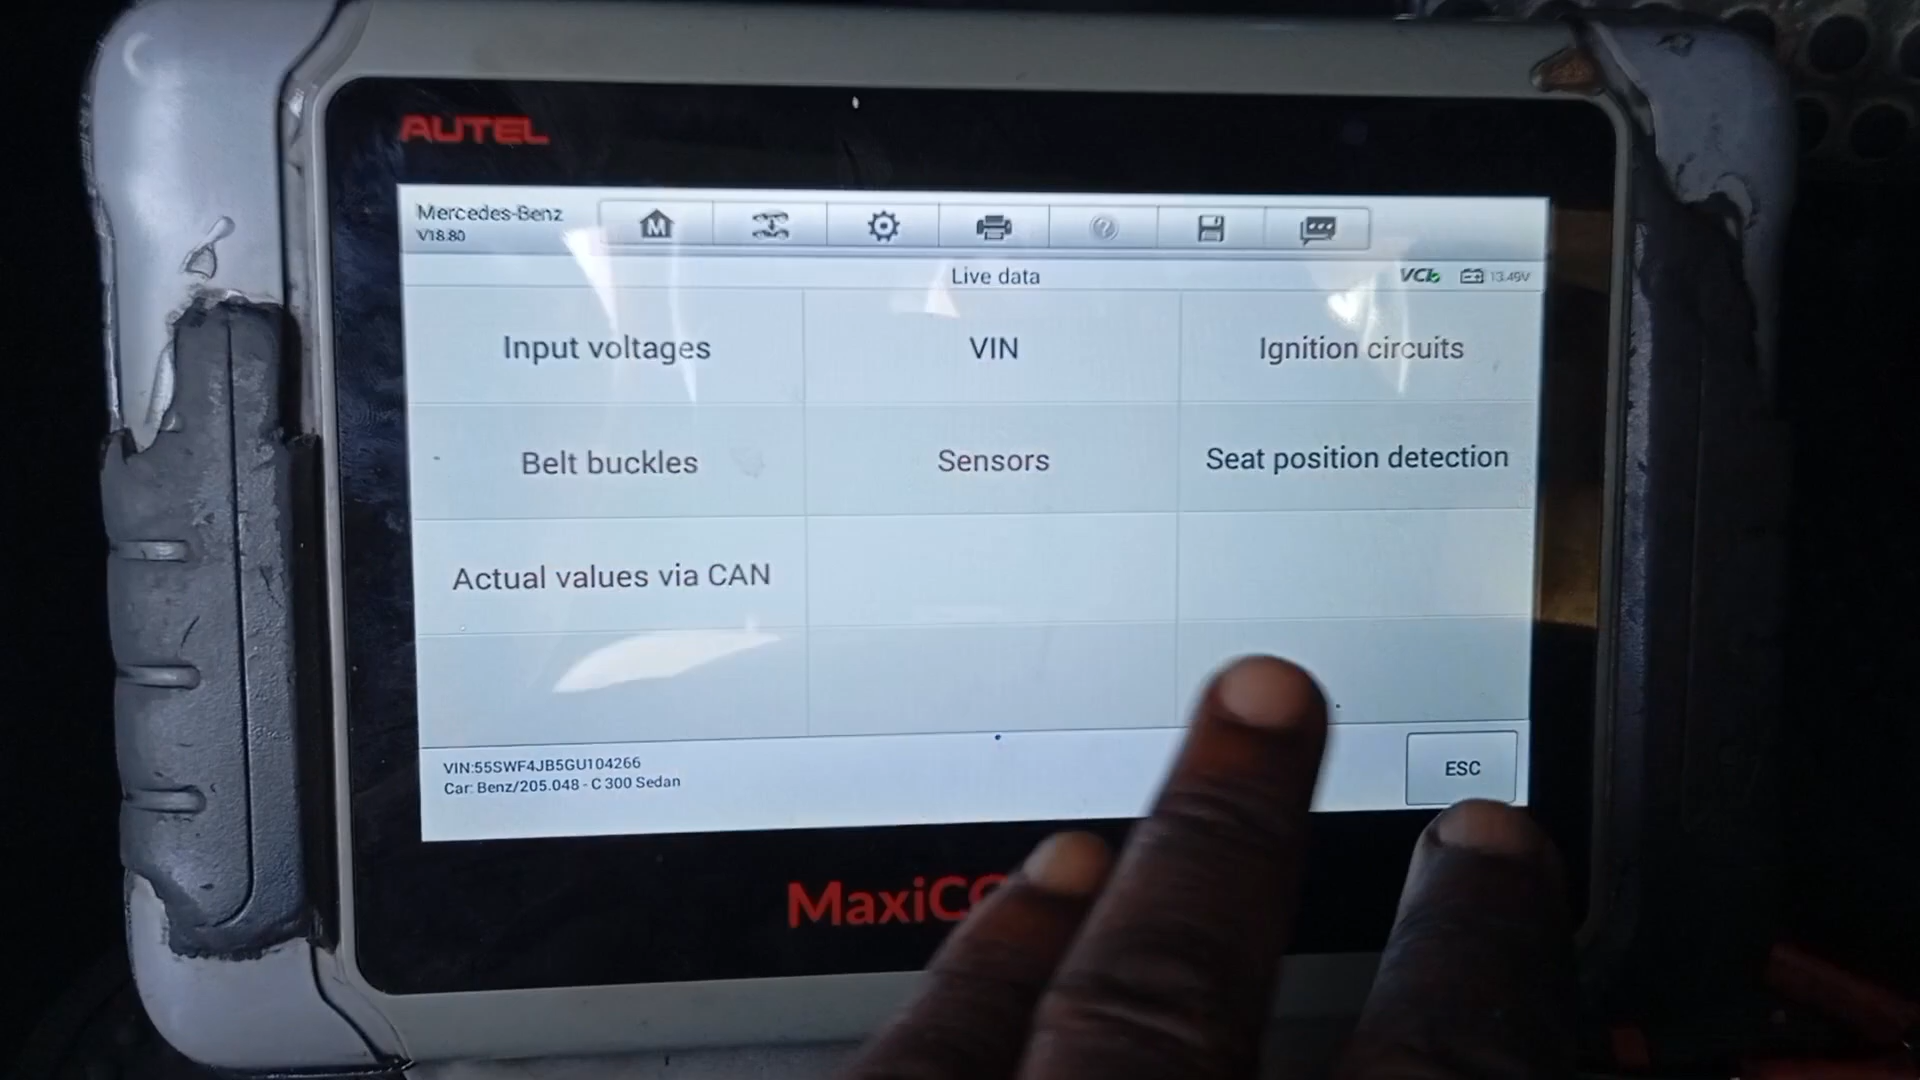 AUTEL
Mercedes-Benz
V18.80
M
Live data
VCI 13.49V
Input voltages VIN Ignition circuits
Belt buckles Sensors Seat position detection
Actual values via CAN
VIN:55SWF4JB5GU104266
Car: Benz/205.048 - C 300 Sedan
ESC
MaxiCO